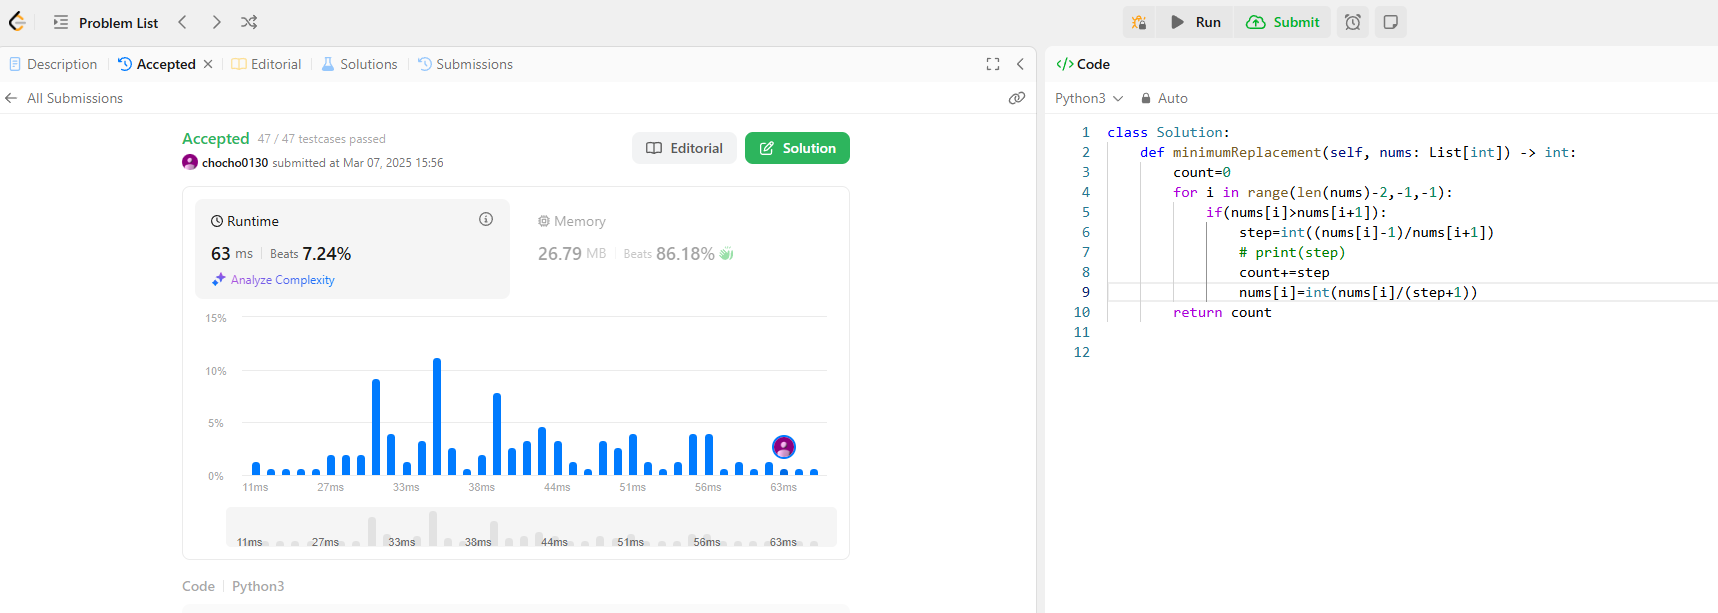 Problem List
Run
Submit
Description
Accepted
Editorial
Solutions
Submissions
All Submissions
Accepted 47 / 47 testcases passed
chocho0130 submitted at Mar 07, 2025 15:56
Editorial
Solution
Runtime
63 ms Beats 7.24%
Analyze Complexity
Memory
26.79 MB Beats 86.18%
15%
10%
5%
0%
11ms 27ms 33ms 38ms 44ms 51ms 56ms 63ms
11ms 27ms 33ms 38ms 44ms 51ms 56ms 63ms
Code Python3
</> Code
Python3 Auto
1 class Solution:
2 def minimumReplacement(self, nums: List[int]) -> int:
3 count=0
4 for i in range(len(nums)-2,-1,-1):
5 if(nums[i]>nums[i+1]):
6 step=int((nums[i]-1)/nums[i+1])
7 # print(step)
8 count+=step
9 nums[i]=int(nums[i]/(step+1))
10 return count
11
12